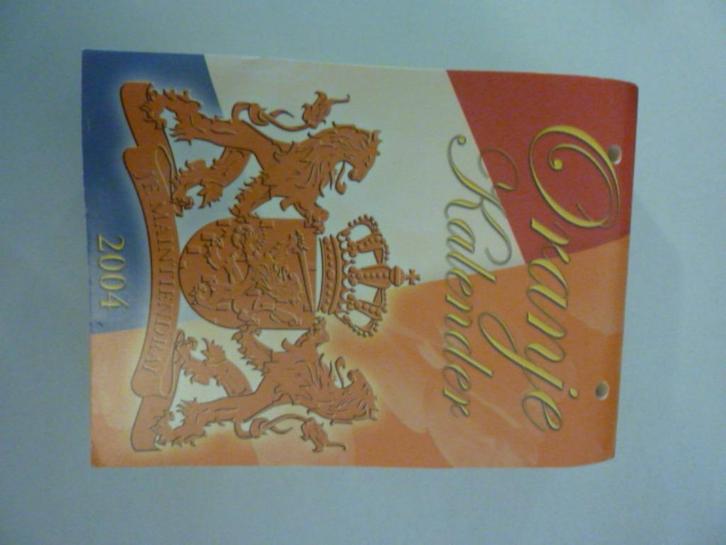 Oranje
Kalender
JE MAINTIENDRAI
2004